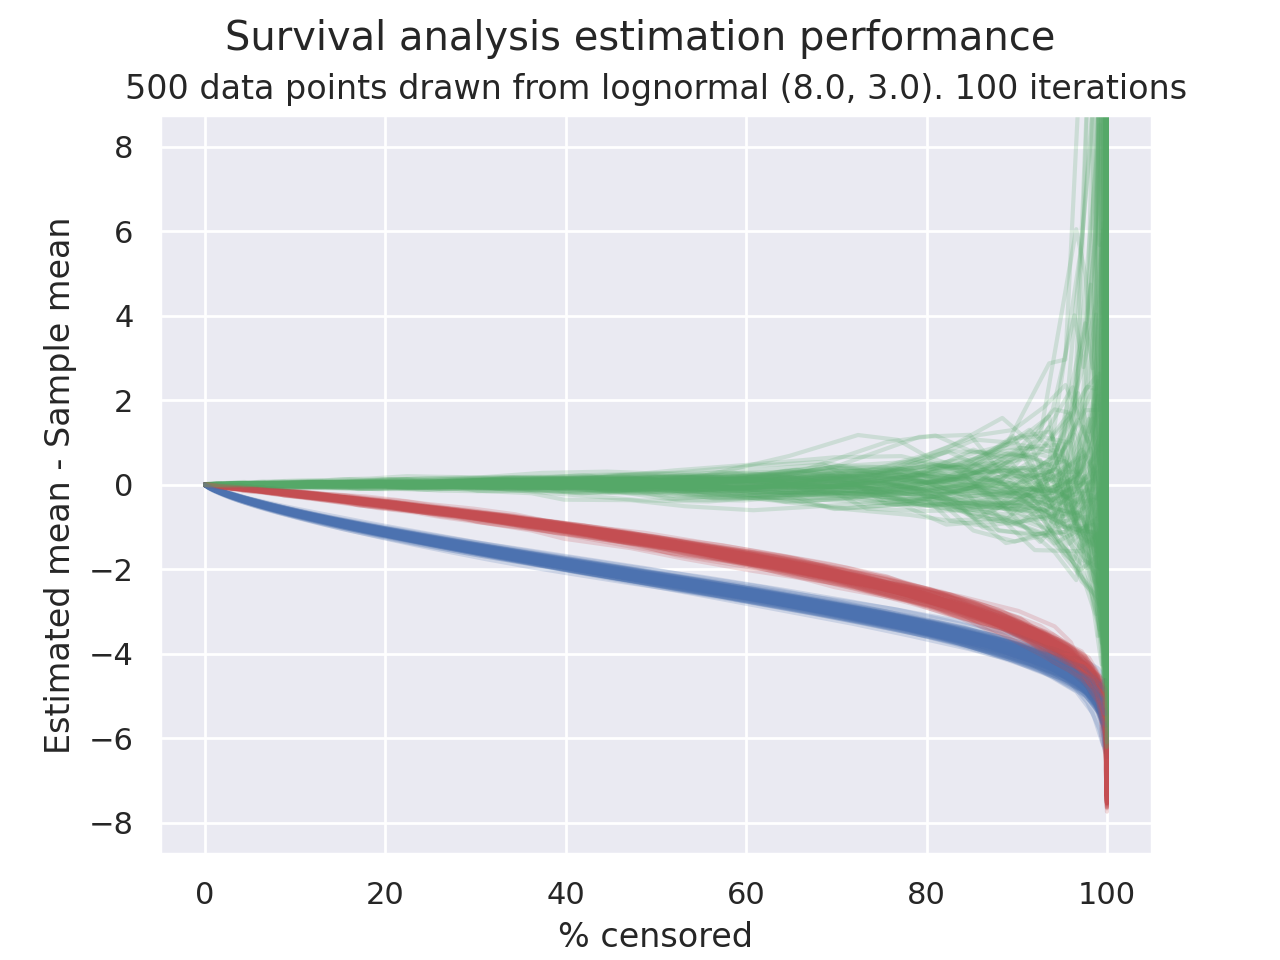 Survival analysis estimation performance
500 data points drawn from lognormal (8.0, 3.0). 100 iterations
Estimated mean - Sample mean
8
6
4
2
0
−2
−4
−6
−8
0 20 40 60 80 100
% censored